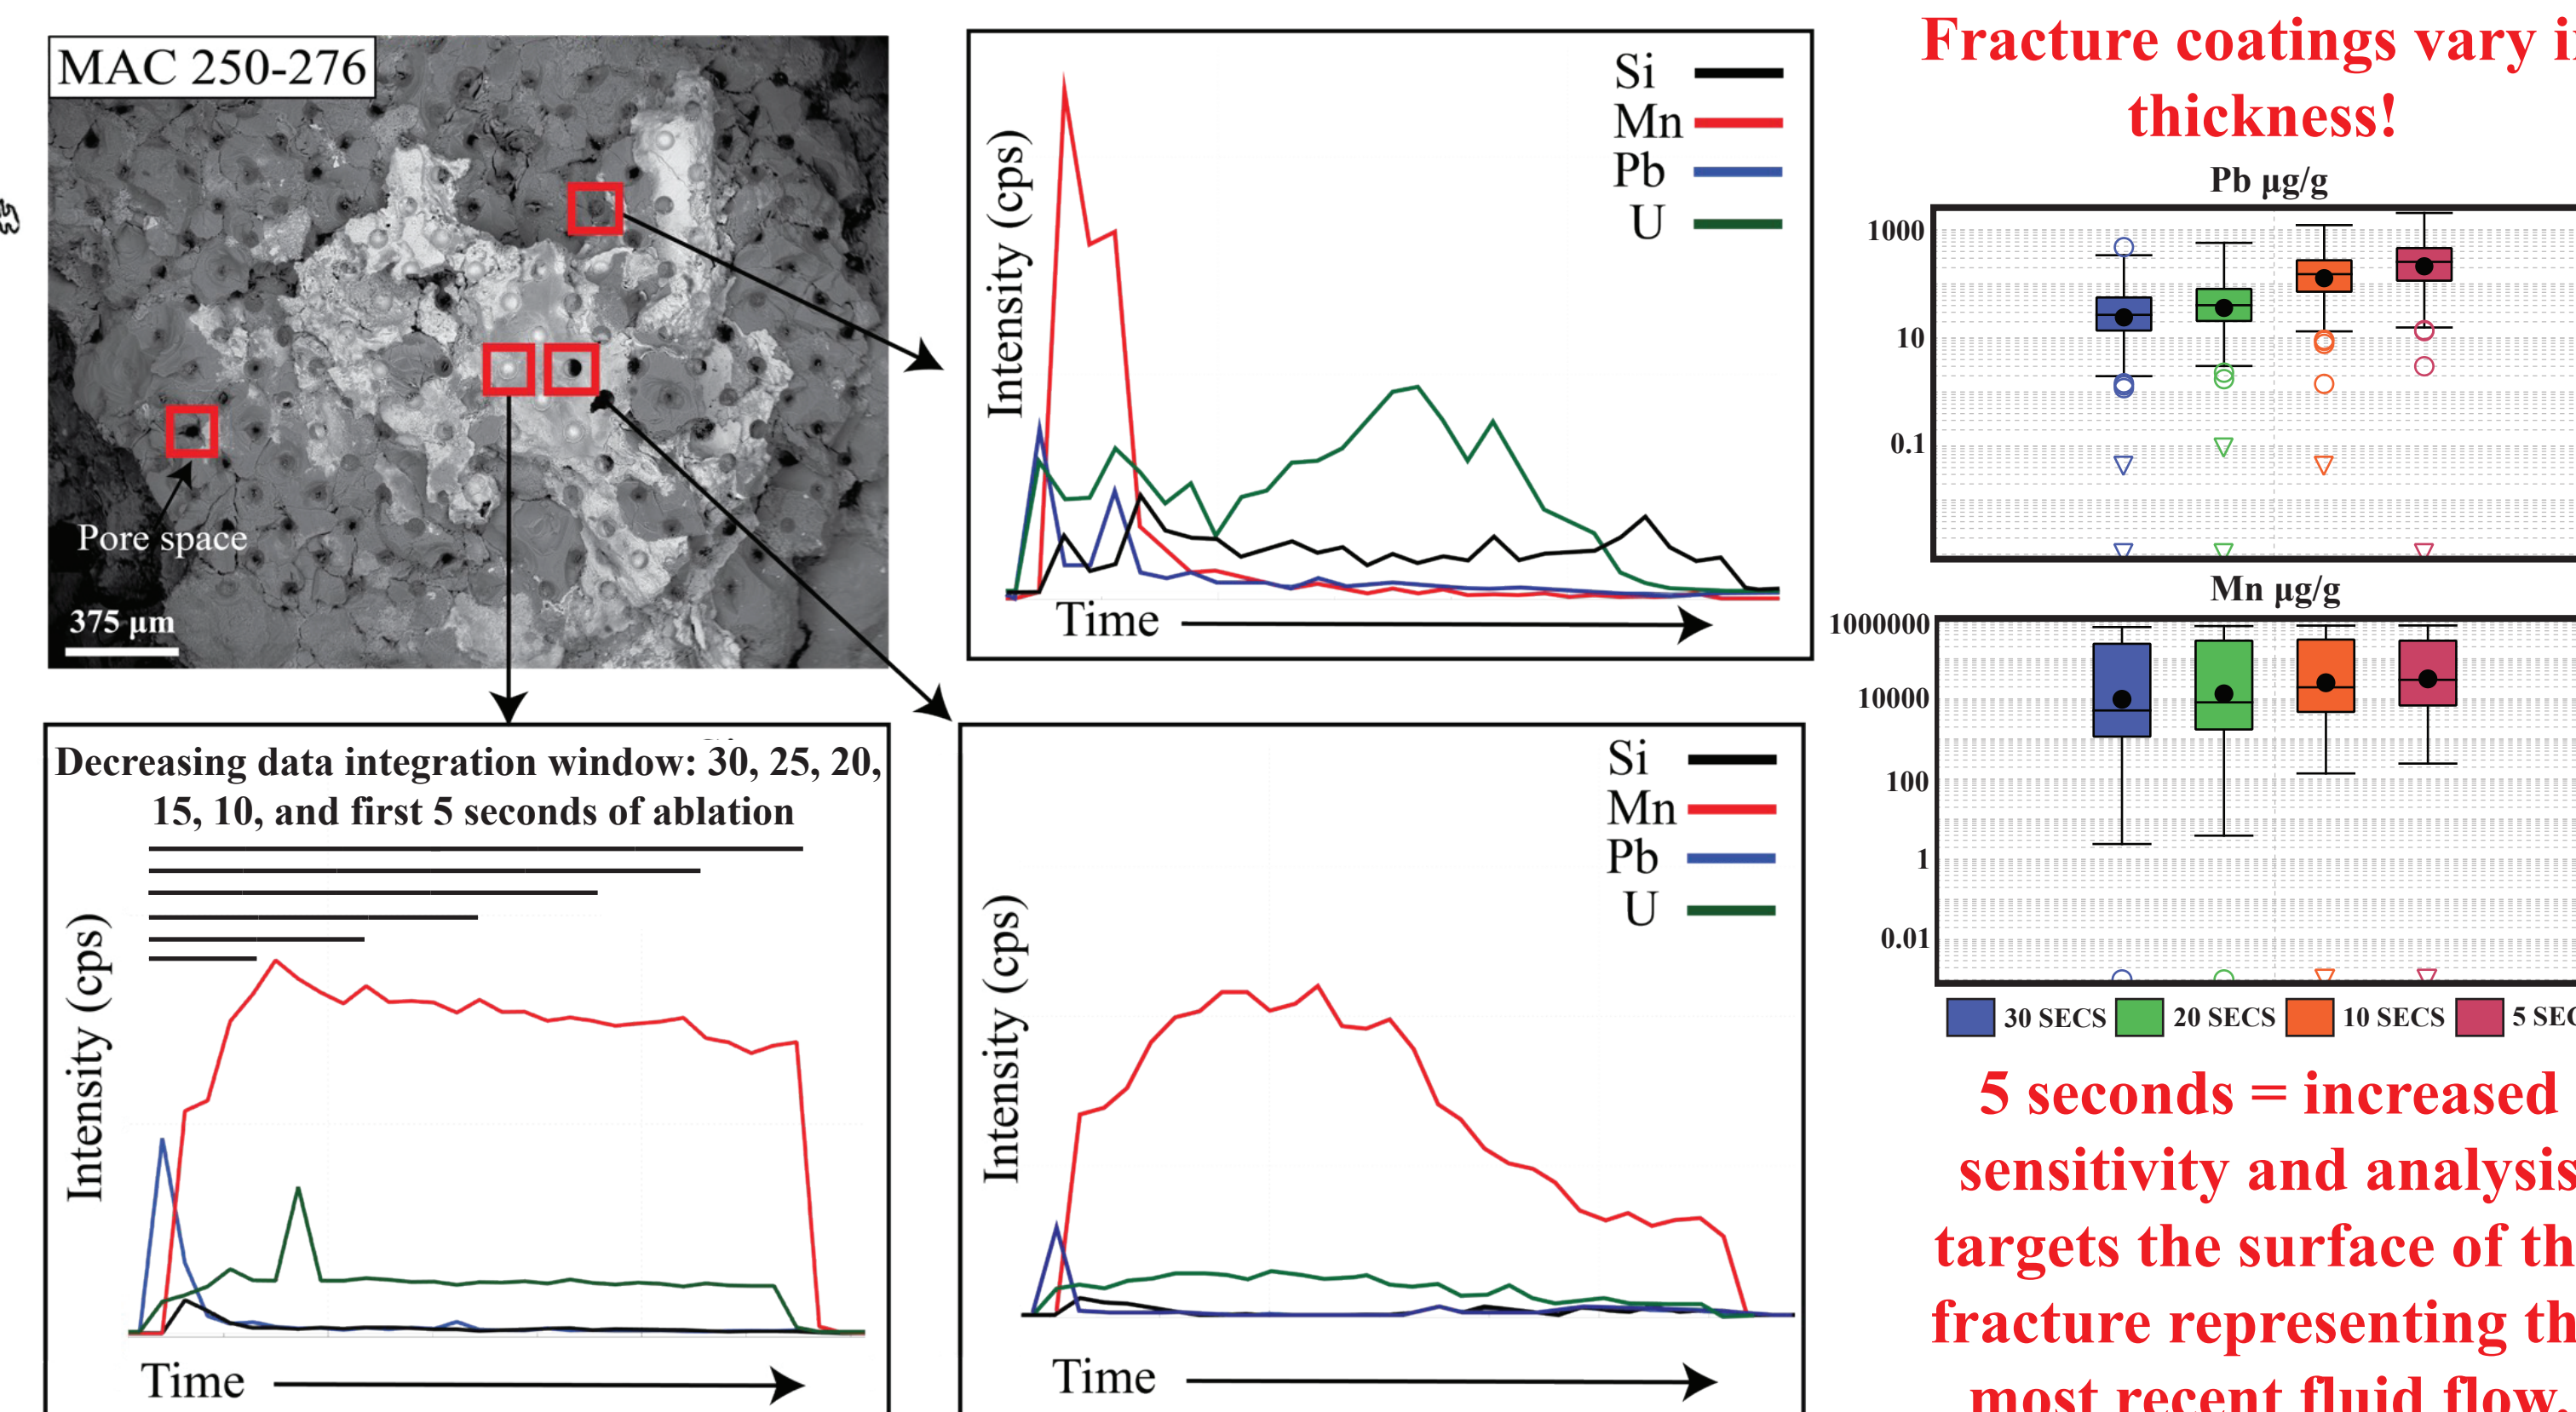 MAC 250-276
Pore space
375 µm
Si
Mn
Pb
U
Intensity (cps)
Time
Decreasing data integration window: 30, 25, 20,
15, 10, and first 5 seconds of ablation
Intensity (cps)
Time
Si
Mn
Pb
U
Intensity (cps)
Time
Fracture coatings vary i
thickness!
Pb µg/g
1000
10
0.1
Mn µg/g
1000000
10000
100
1
0.01
30 SECS
20 SECS
10 SECS
5 SEC
5 seconds = increased
sensitivity and analysis
targets the surface of th
fracture representing th
most recent fluid flow.